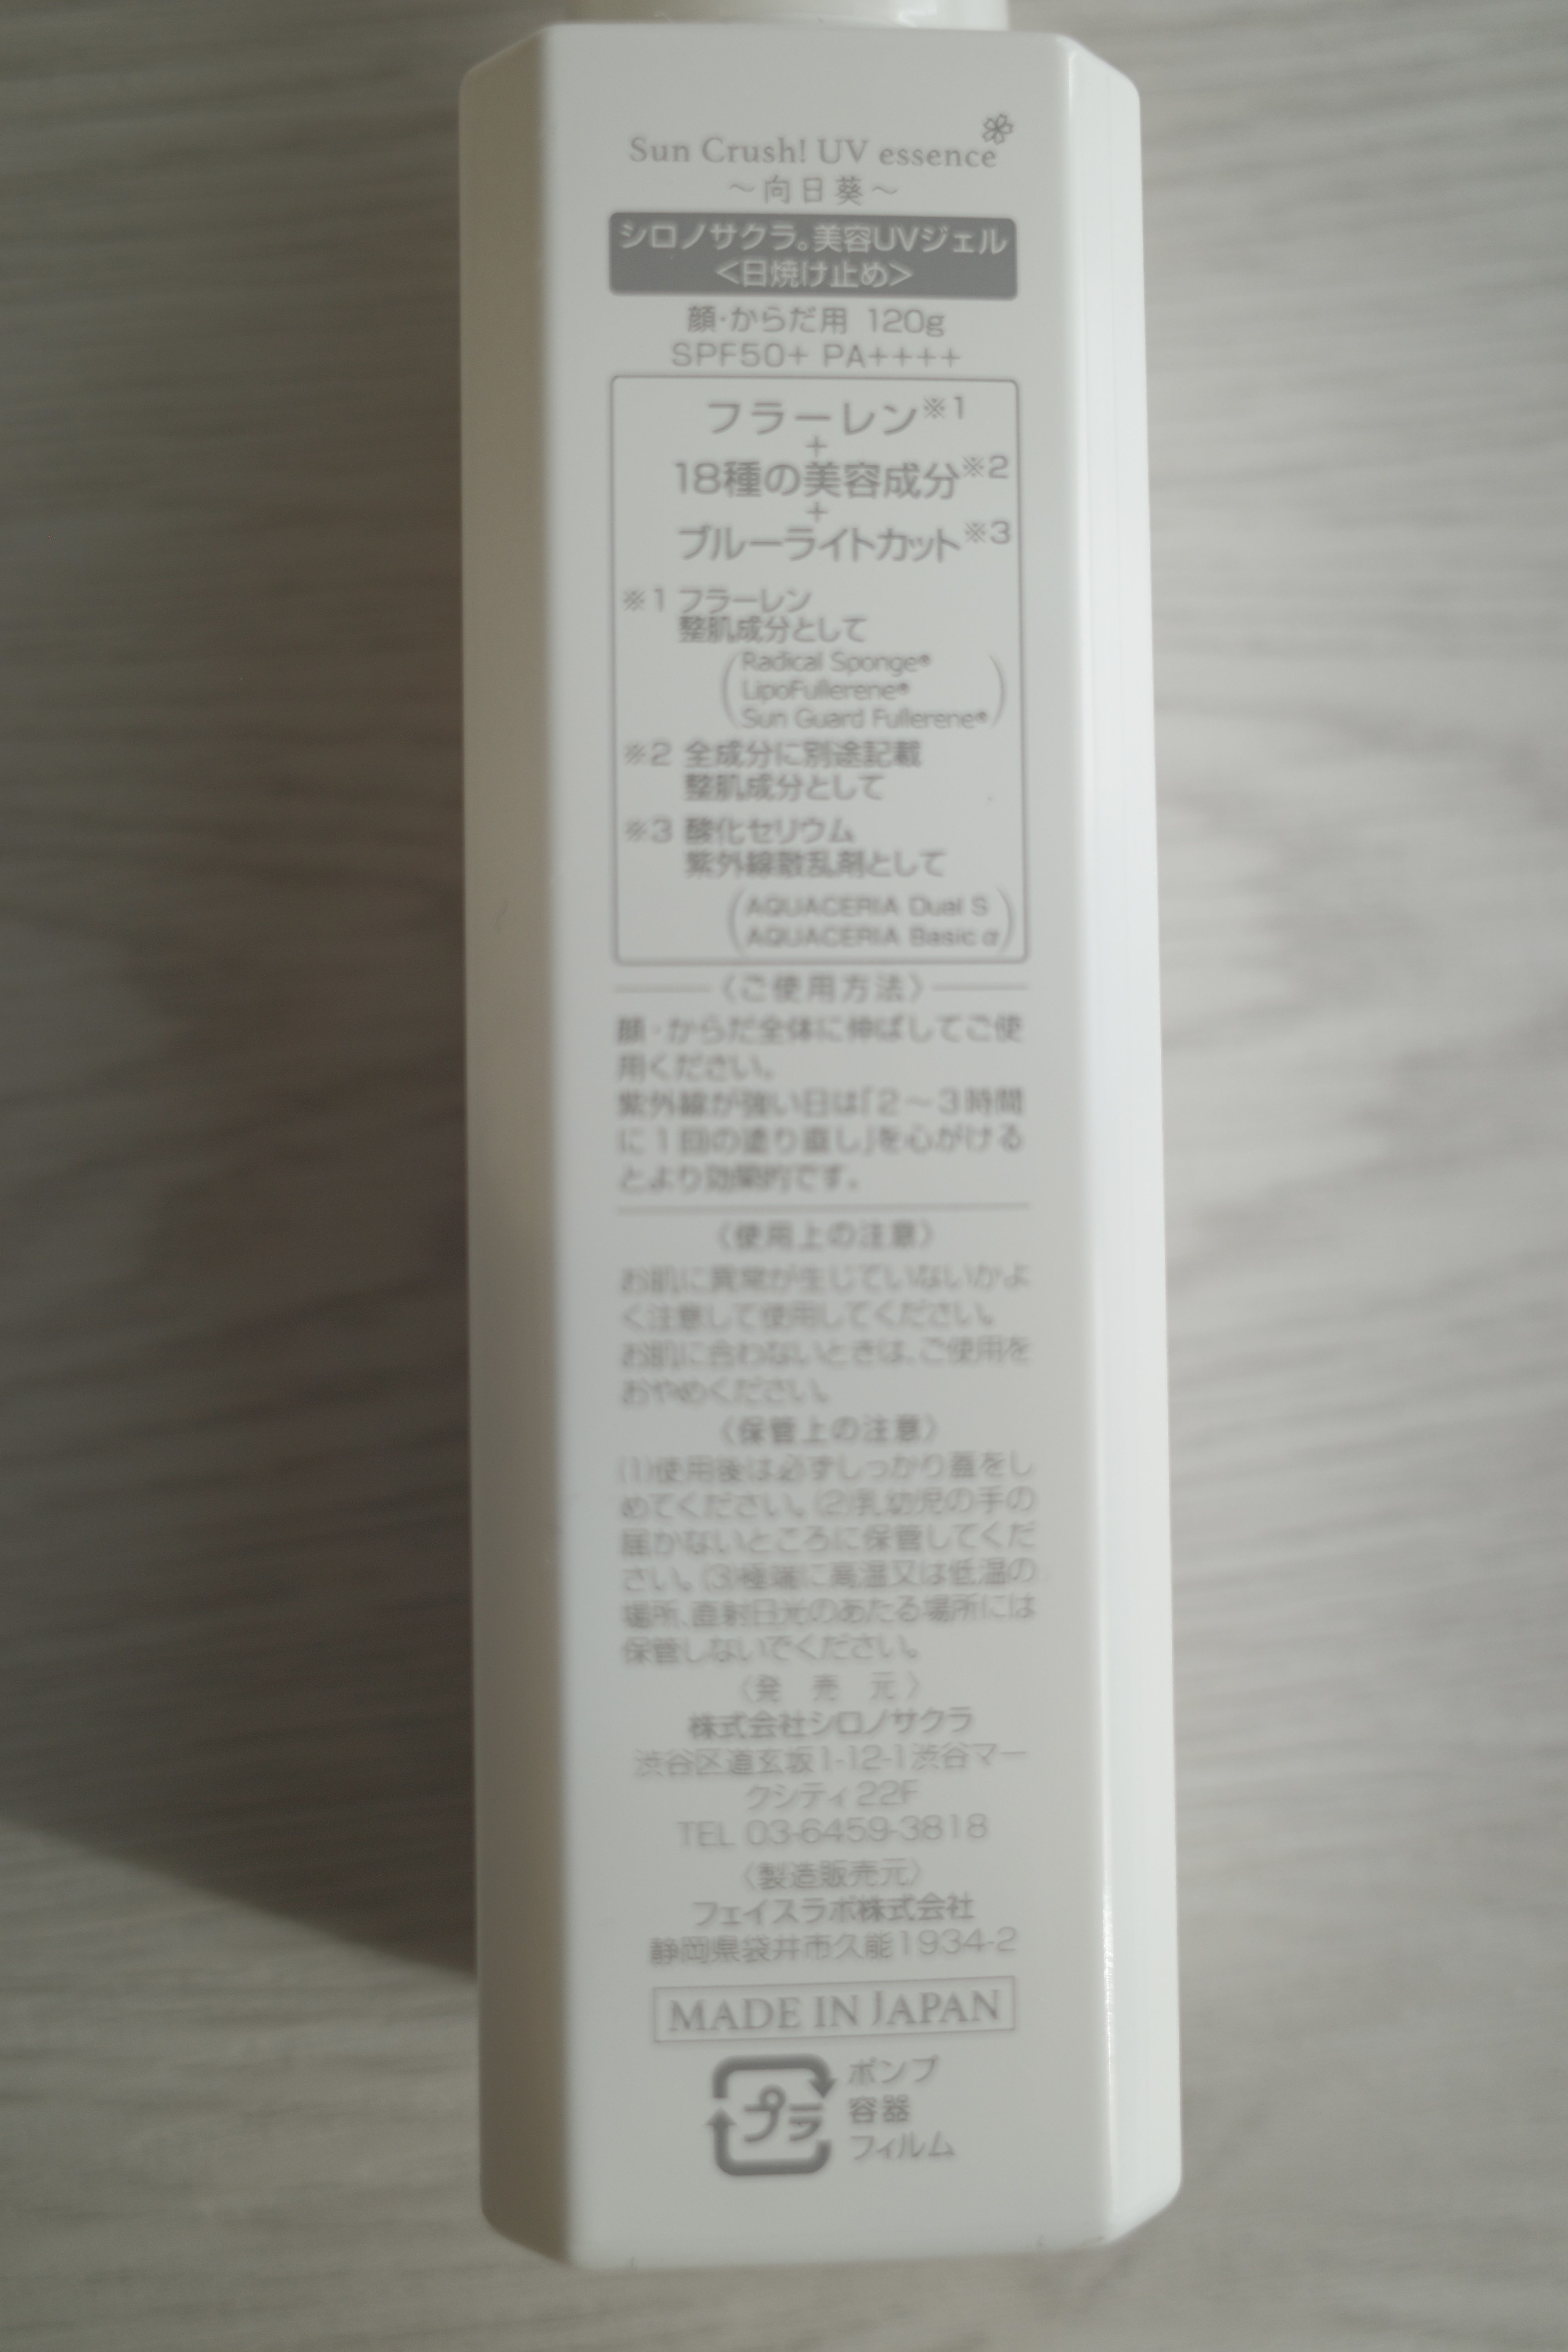 Sun Crush! UV essence
～向日葵～
シロノサクラ。美容UVジェル
<日焼け止め>
顔・からだ用 120g
SPF50+ PA++++
フラーレン※1
+
18種の美容成分※2
+
ブルーライトカット※3
※1 フラーレン
整肌成分として
(Radical Sponge®
LipoFullerene®
Sun Guard Fullerene®)
※2 全成分に別途記載
整肌成分として
※3 酸化セリウム
紫外線散乱剤として
(AQUACERIA Dual S
AQUACERIA Basic α)
〈ご使用方法〉
顔・からだ全体に伸ばしてご使
用ください。
紫外線が強い日は「2～3時間
に1回の塗り直し」を心がける
とより効果的です。
〈使用上の注意〉
お肌に異常が生じていないかよ
く注意して使用してください。
お肌に合わないときは、ご使用を
おやめください。
〈保管上の注意〉
(1)使用後は必ずしっかり蓋をし
めてください。(2)乳幼児の手の
届かないところに保管してくだ
さい。(3)極端に高温又は低温の
場所、直射日光のあたる場所には
保管しないでください。
〈発 売 元〉
株式会社シロノサクラ
渋谷区道玄坂1-12-1渋谷マー
クシティ22F
TEL 03-6459-3818
〈製造販売元〉
フェイスラボ株式会社
静岡県袋井市久能1934-2
MADE IN JAPAN
プラ
ポンプ
容器
フィルム